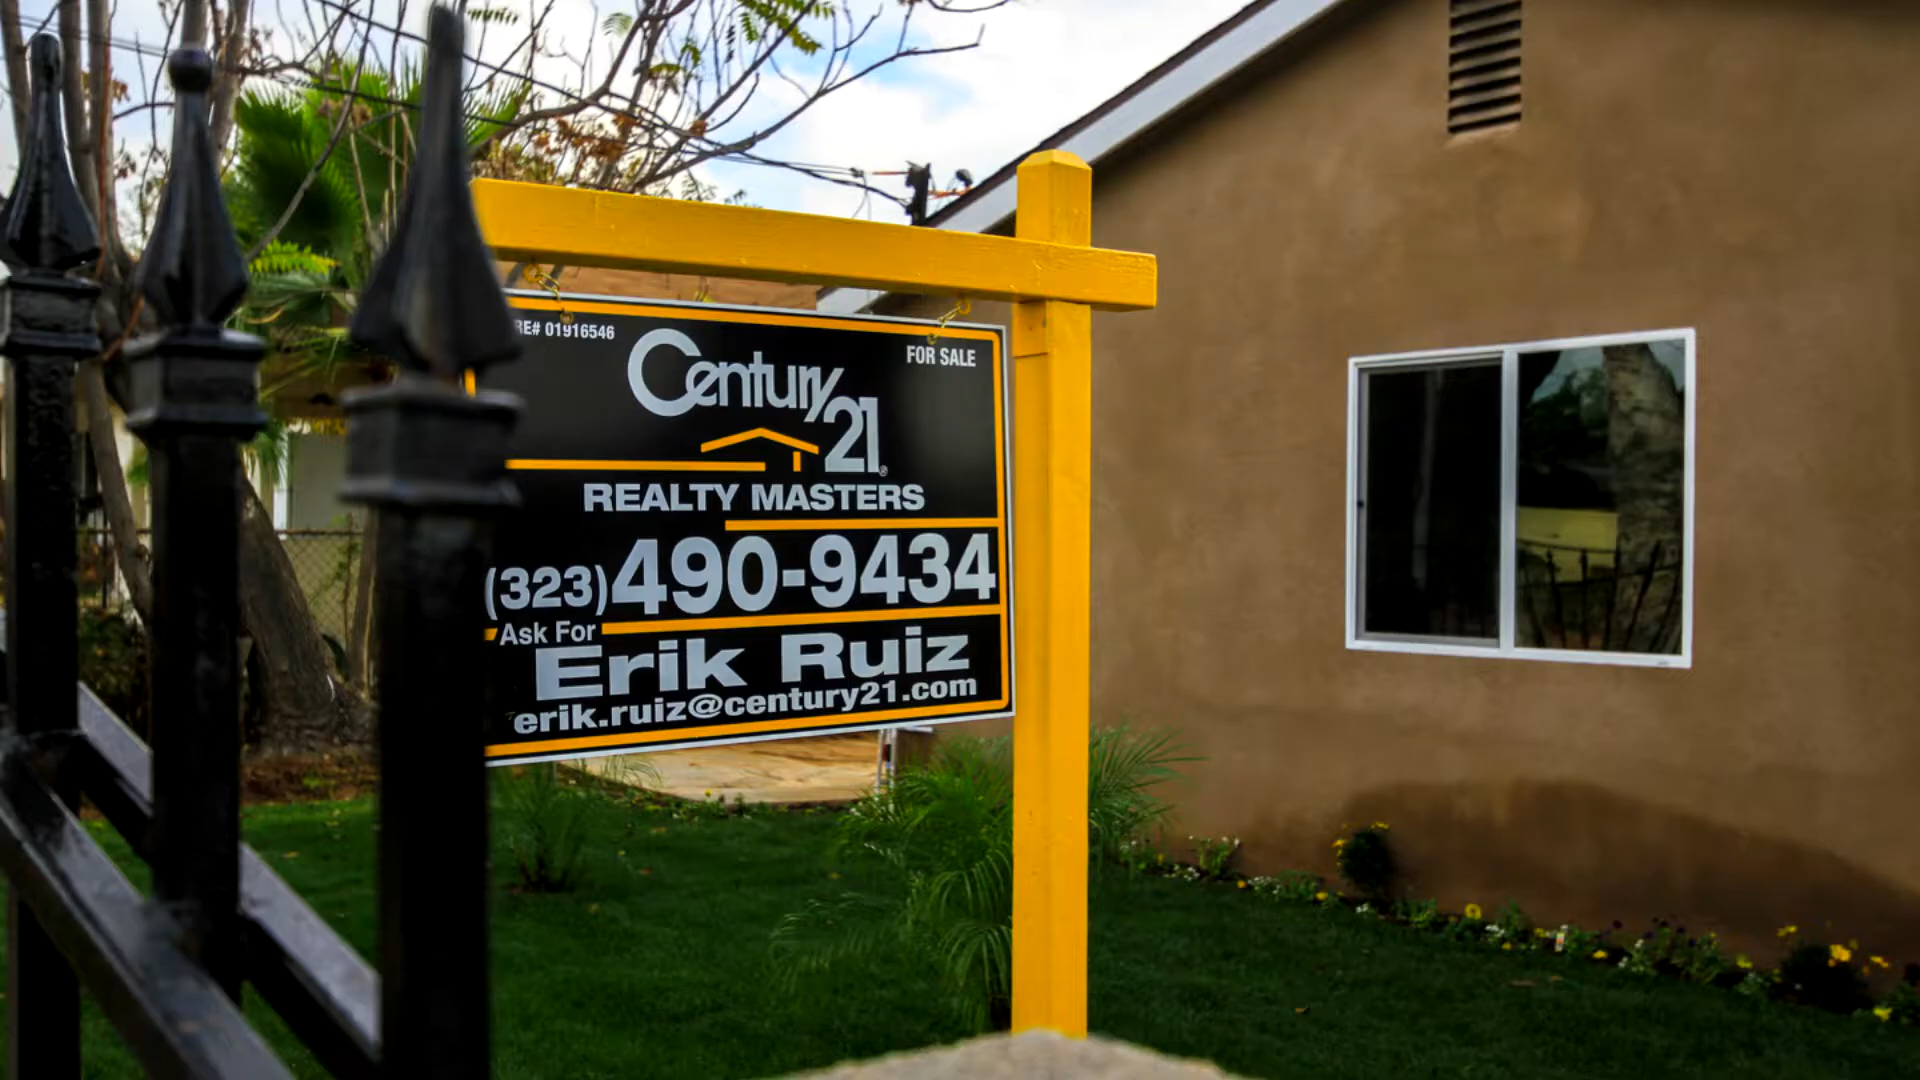 RE# 01916546
FOR SALE
Century 21®
REALTY MASTERS
(323) 490-9434
Ask For
Erik Ruiz
erik.ruiz@century21.com